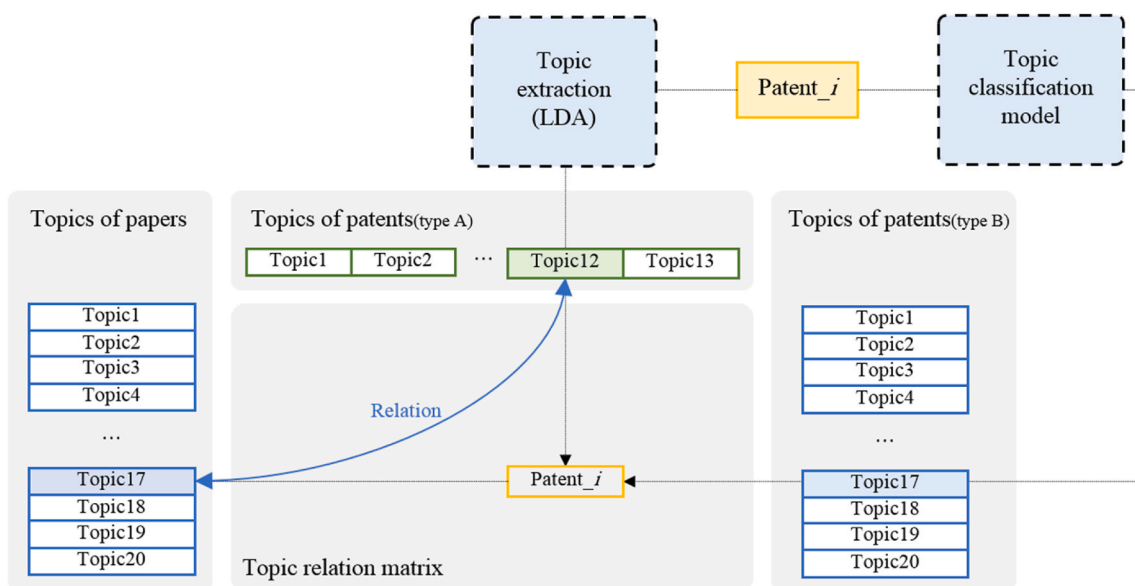 Topic
extraction
(LDA)
Patent_i
Topic
classification
model
Topics of papers
Topic1
Topic2
Topic3
Topic4
...
Topic17
Topic18
Topic19
Topic20
Topics of patents(type A)
Topic1 Topic2 ... Topic12 Topic13
Relation
Patent_i
Topic relation matrix
Topics of patents(type B)
Topic1
Topic2
Topic3
Topic4
...
Topic17
Topic18
Topic19
Topic20